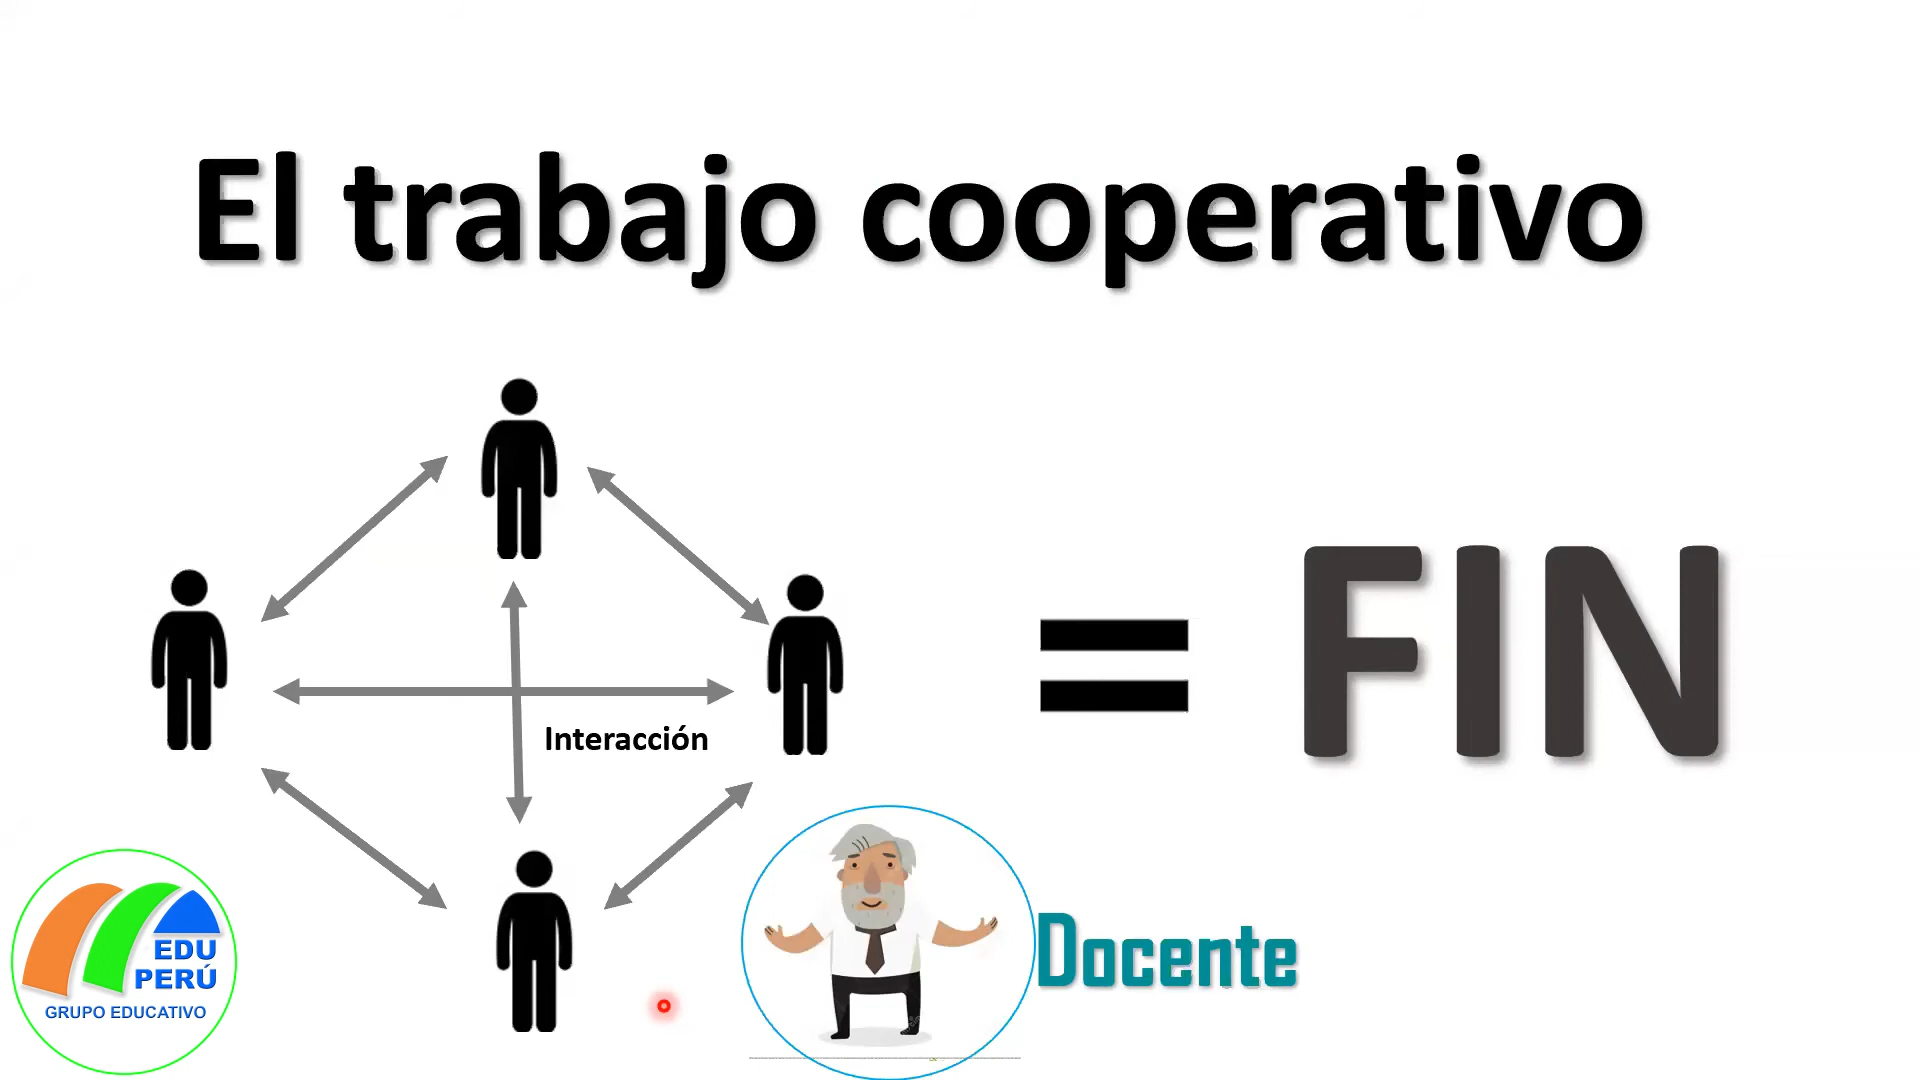 El trabajo cooperativo
Interacción
= FIN
Docente
EDU
PERÚ
GRUPO EDUCATIVO